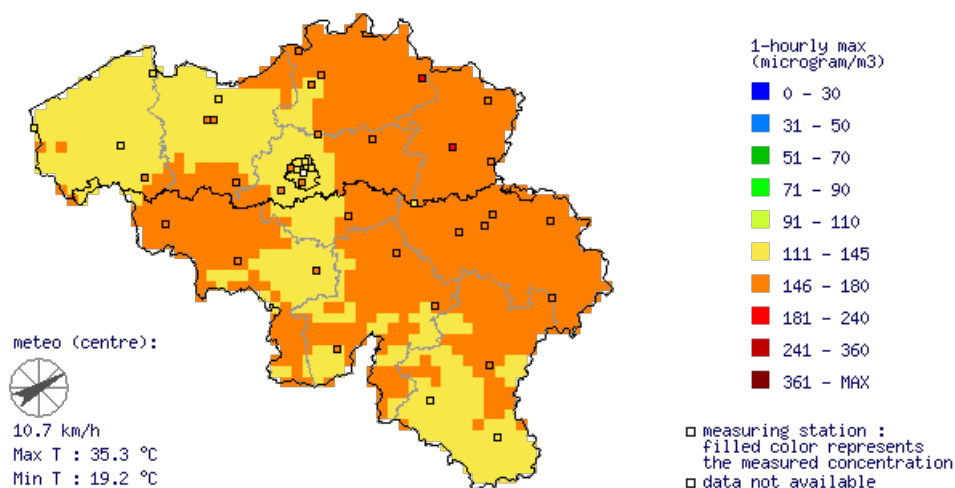 1-hourly max
(microgram/m3)
0 - 30
31 - 50
51 - 70
71 - 90
91 - 110
111 - 145
146 - 180
181 - 240
241 - 360
361 - MAX
meteo (centre):
10.7 km/h
Max T : 35.3 °C
Min T : 19.2 °C
measuring station :
filled color represents
the measured concentration
data not available